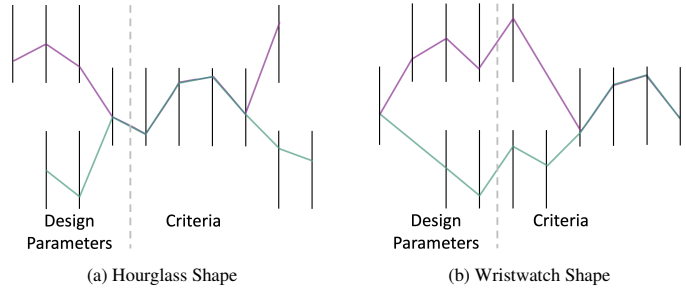 Design
Parameters
Criteria
(a) Hourglass Shape
Design
Parameters
Criteria
(b) Wristwatch Shape